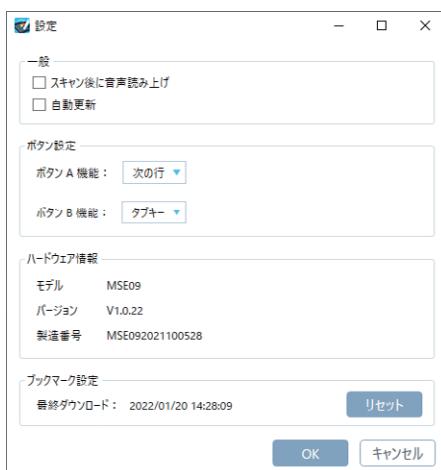 設定
一般
スキャン後に音声読み上げ
自動更新
ボタン設定
ボタン A 機能： 次の行
ボタン B 機能： タブキー
ハードウェア情報
モデル MSE09
バージョン V1.0.22
製造番号 MSE092021100528
ブックマーク設定
最終ダウンロード： 2022/01/20 14:28:09 リセット
OK キャンセル